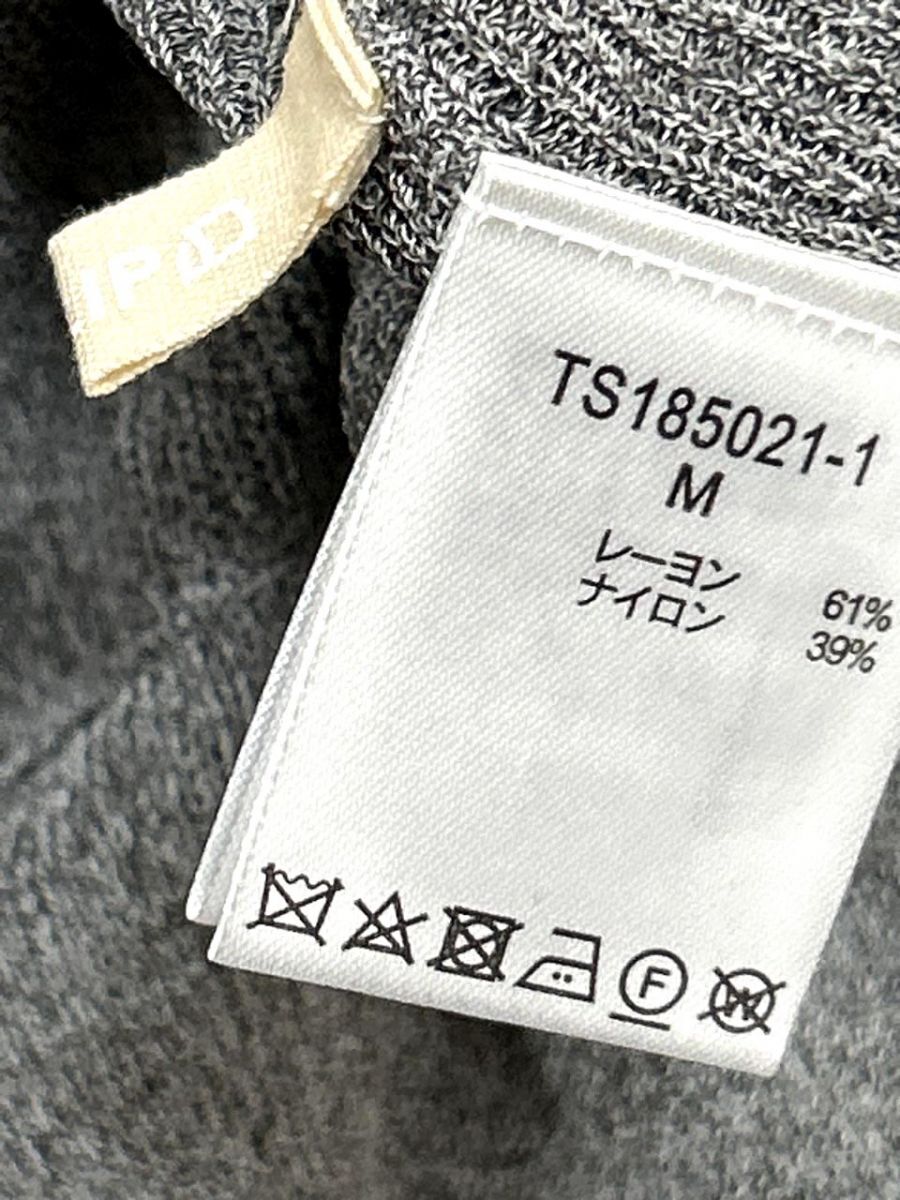 TS185021-1
M
レーヨン 61%
ナイロン 39%
F
W